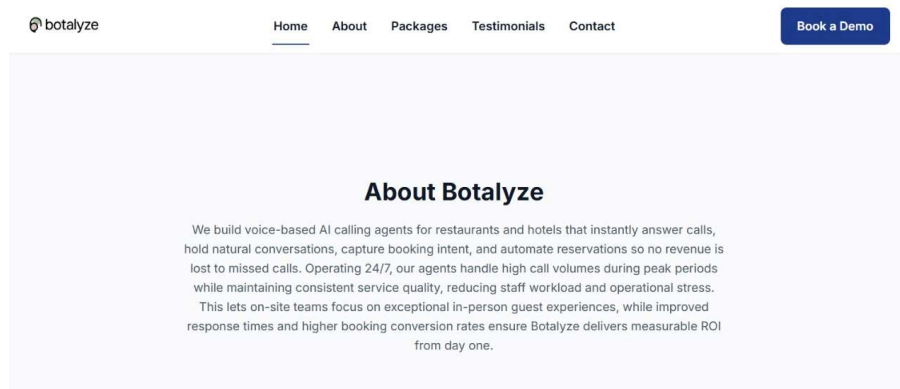 botalyze
Home About Packages Testimonials Contact
Book a Demo
About Botalyze
We build voice-based AI calling agents for restaurants and hotels that instantly answer calls,
hold natural conversations, capture booking intent, and automate reservations so no revenue is
lost to missed calls. Operating 24/7, our agents handle high call volumes during peak periods
while maintaining consistent service quality, reducing staff workload and operational stress.
This lets on-site teams focus on exceptional in-person guest experiences, while improved
response times and higher booking conversion rates ensure Botalyze delivers measurable ROI
from day one.